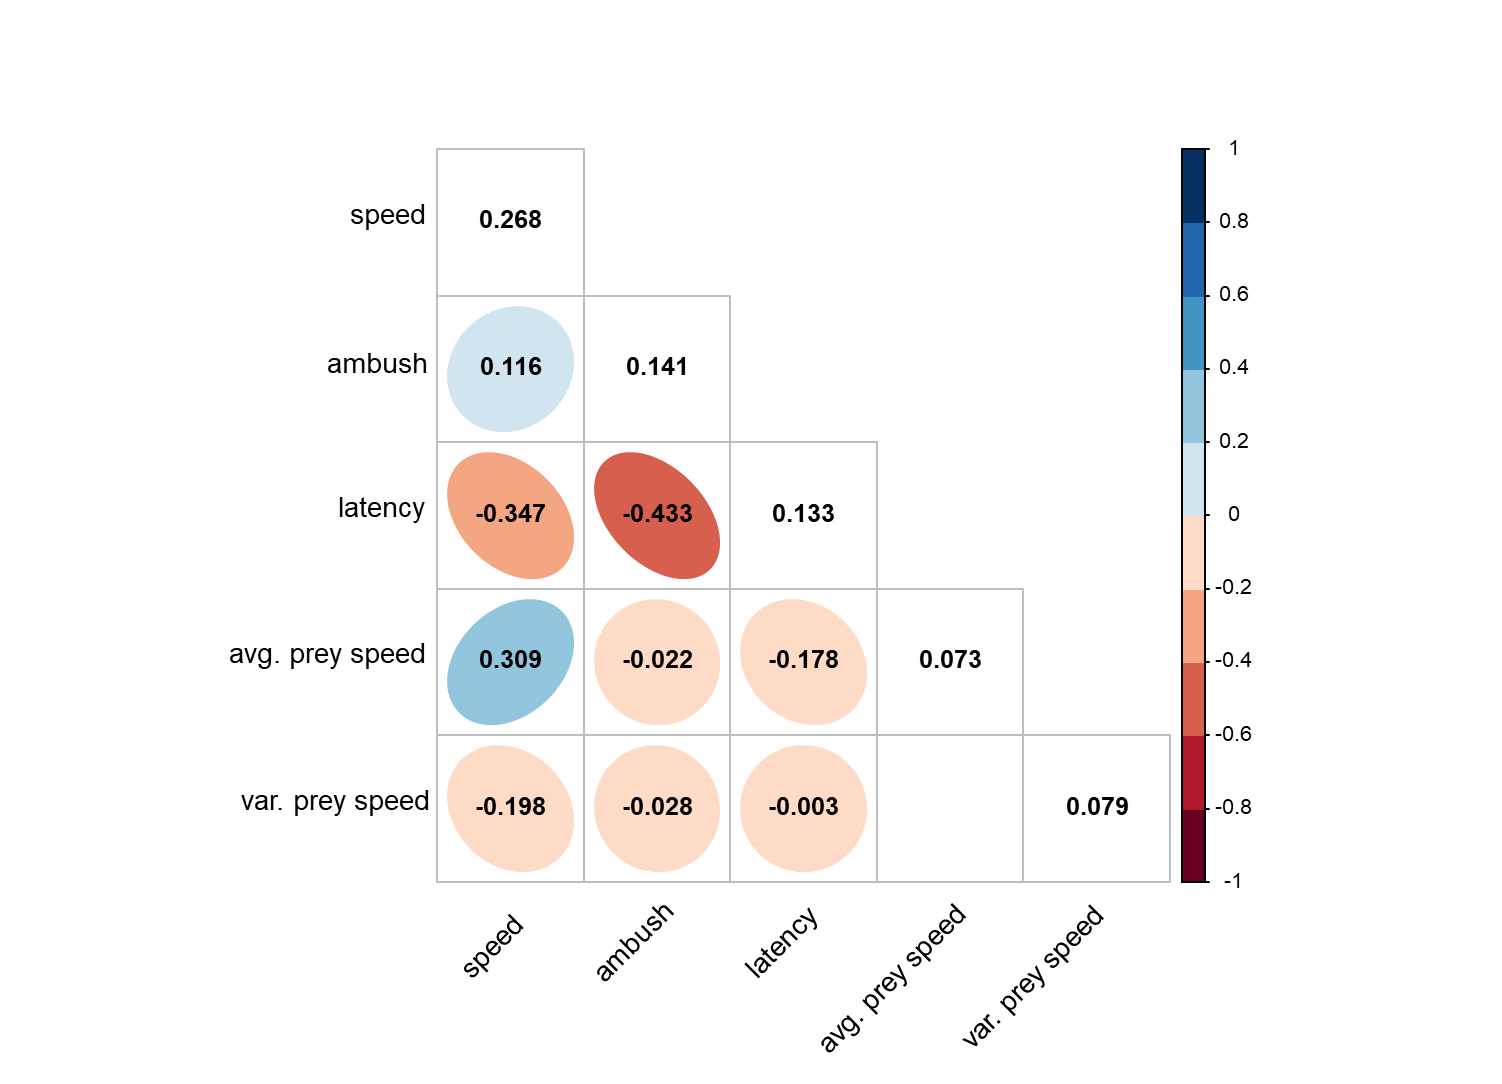 1
speed 0.268
0.8
0.6
ambush 0.116 0.141
0.4
0.2
latency -0.347 -0.433 0.133
0
-0.2
avg. prey speed 0.309 -0.022 -0.178 0.073
-0.4
-0.6
var. prey speed -0.198 -0.028 -0.003 0.079
-0.8
-1
speed
ambush
latency
avg. prey speed
var. prey speed